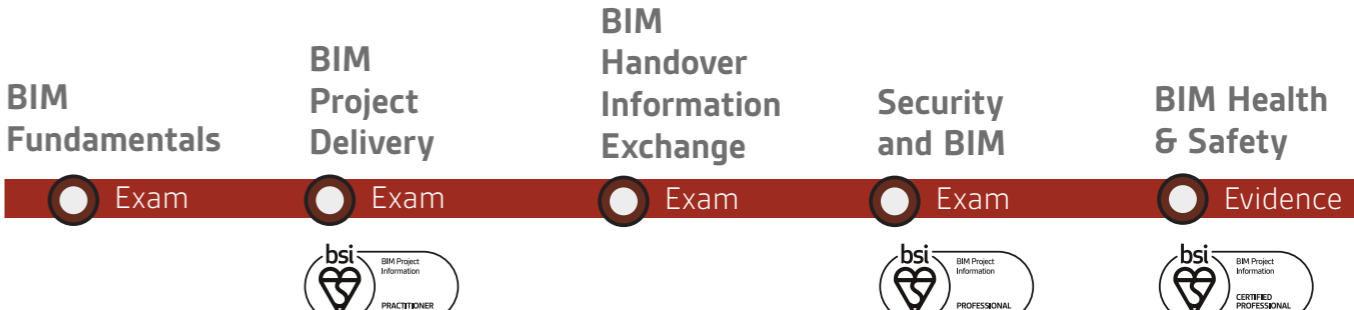 BIM
Fundamentals
BIM
Project
Delivery
BIM
Handover
Information
Exchange
Security
and BIM
BIM Health
& Safety
Exam
Exam
Exam
Exam
Evidence
bsi
BIM Project
Information
PRACTITIONER
bsi
BIM Project
Information
PROFESSIONAL
bsi
BIM Project
Information
CERTIFIED
PROFESSIONAL